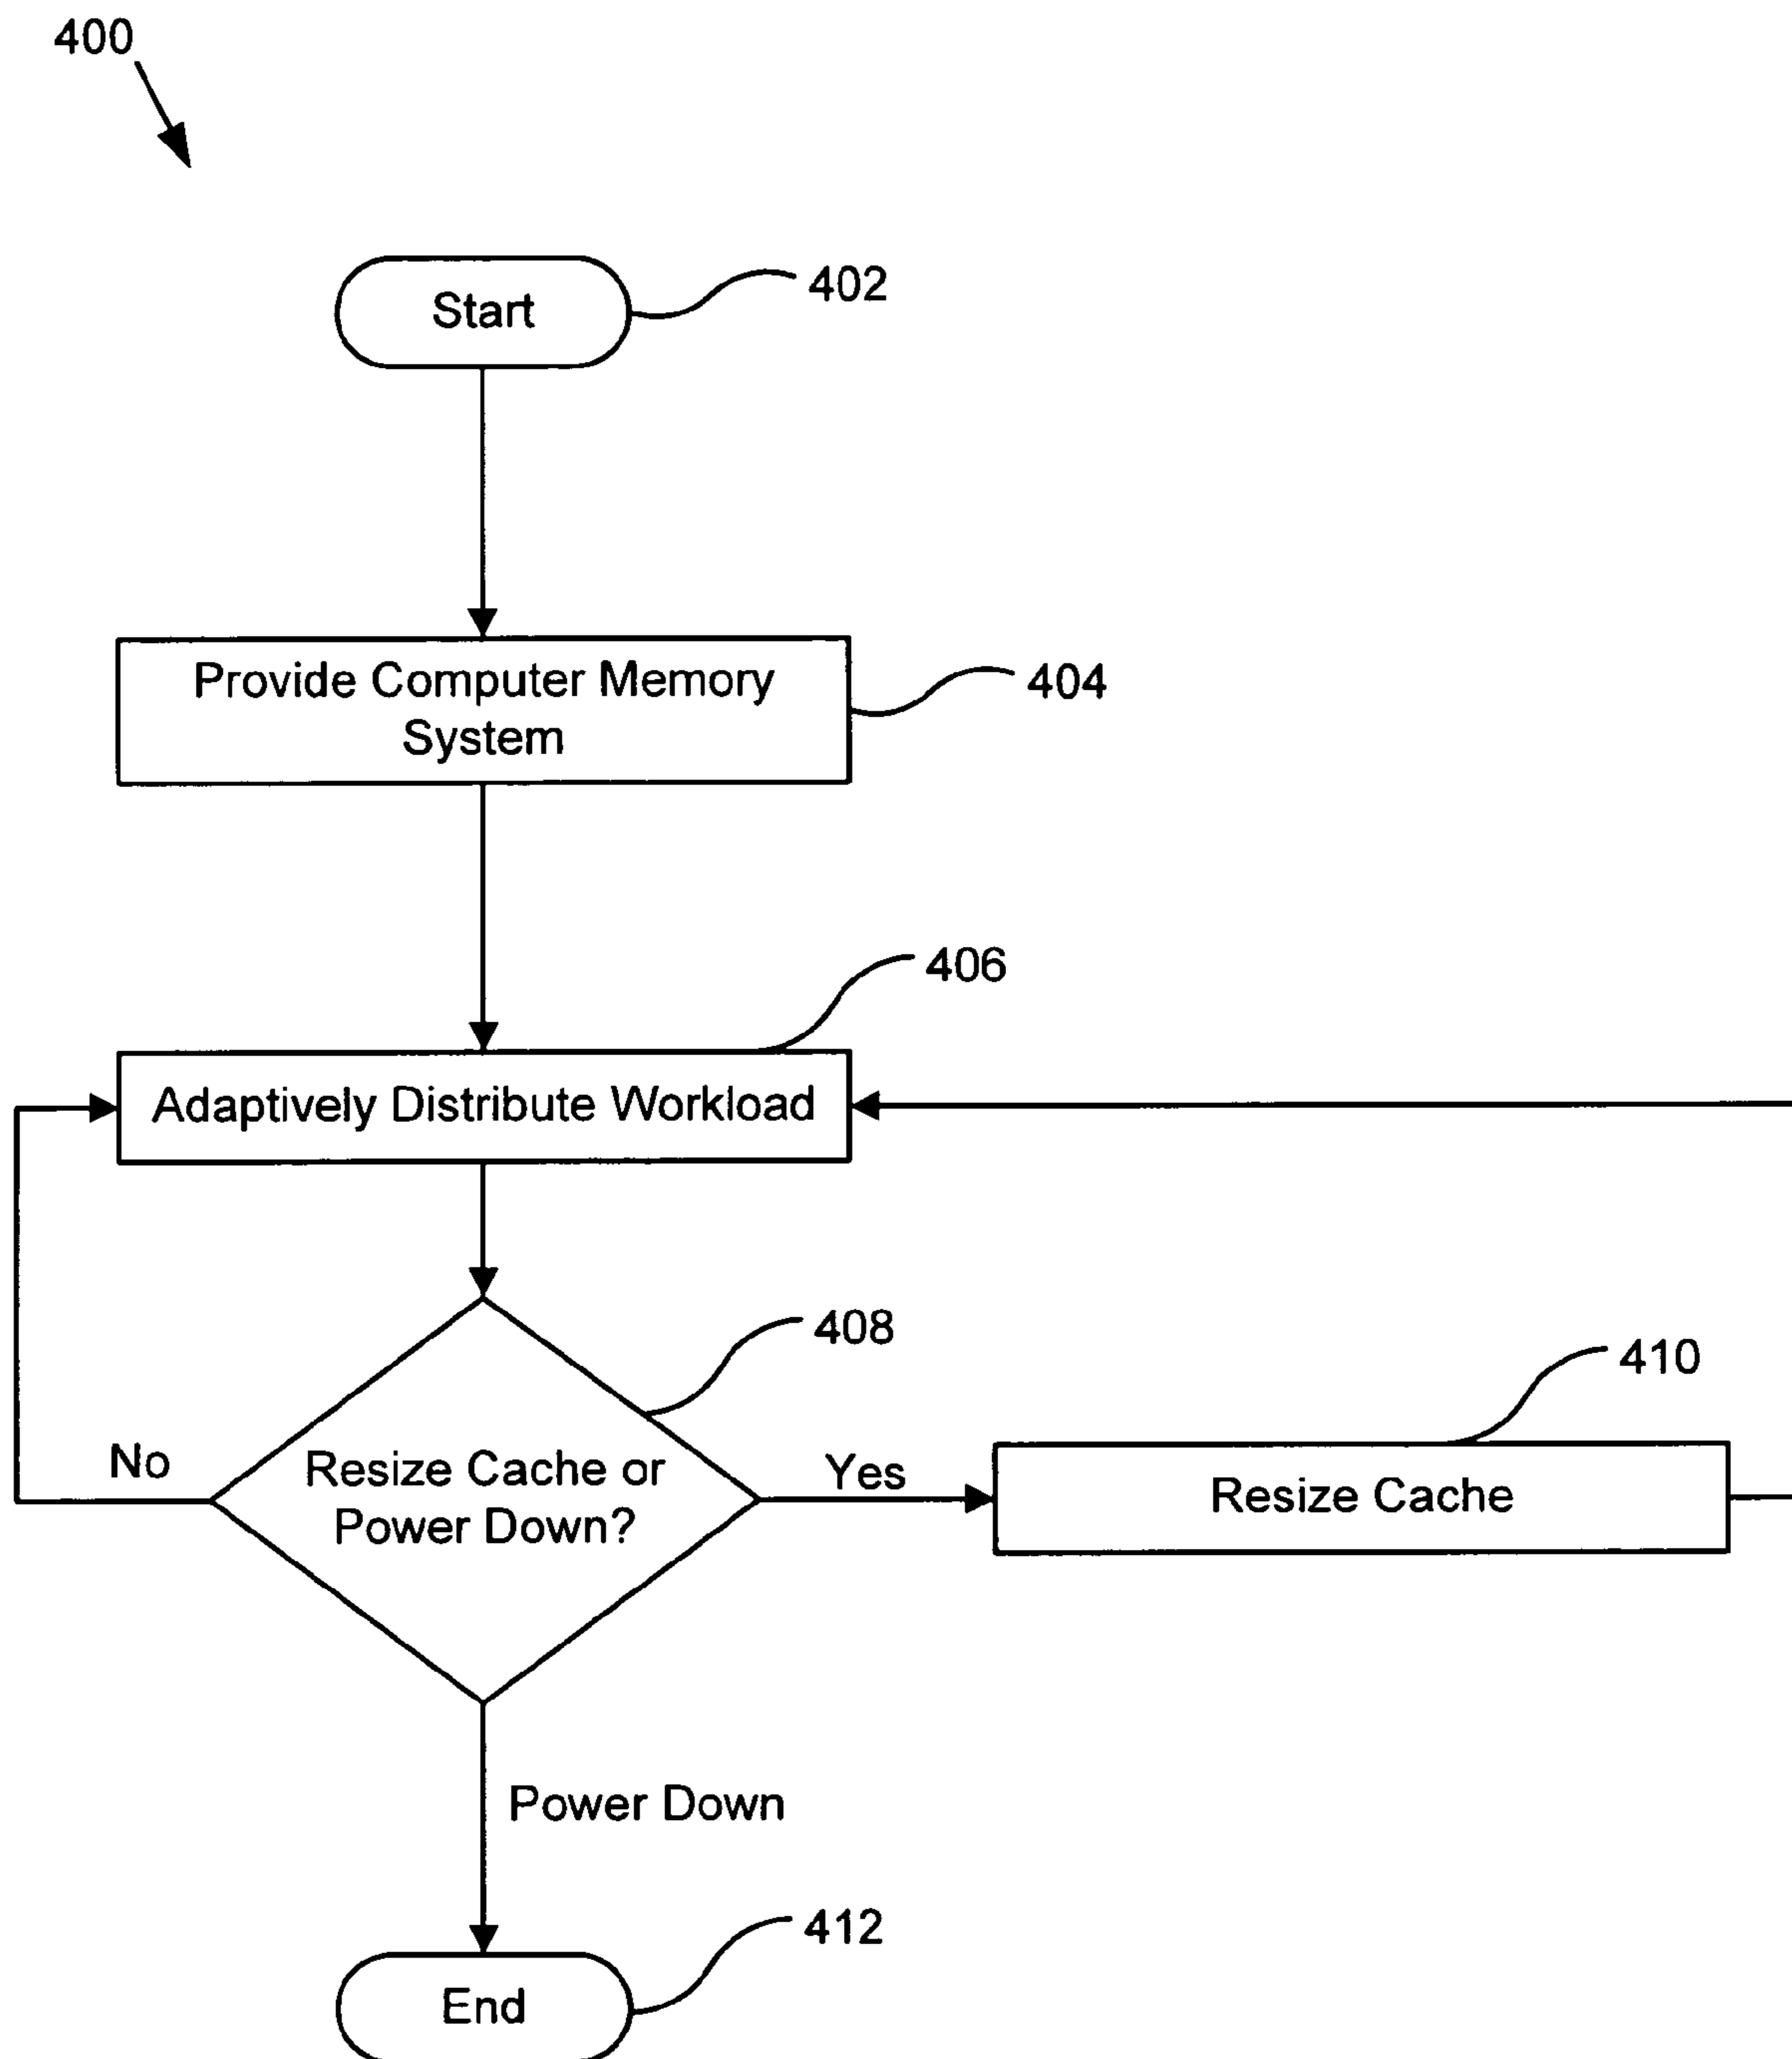 400
Start
402
Provide Computer Memory
System
404
406
Adaptively Distribute Workload
408
410
No
Resize Cache or
Power Down?
Yes
Resize Cache
Power Down
412
End